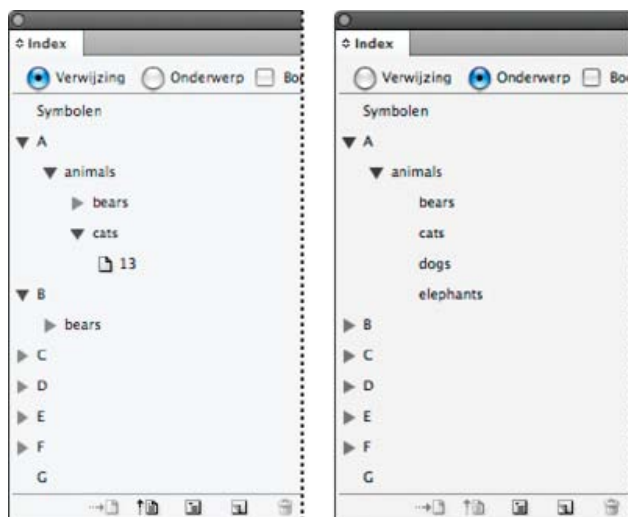 Index
Verwijzing Onderwerp
Symbolen
A
animals
bears
cats
13
B
bears
C
D
E
F
G
Index
Verwijzing Onderwerp
Symbolen
A
animals
bears
cats
dogs
elephants
B
C
D
E
F
G